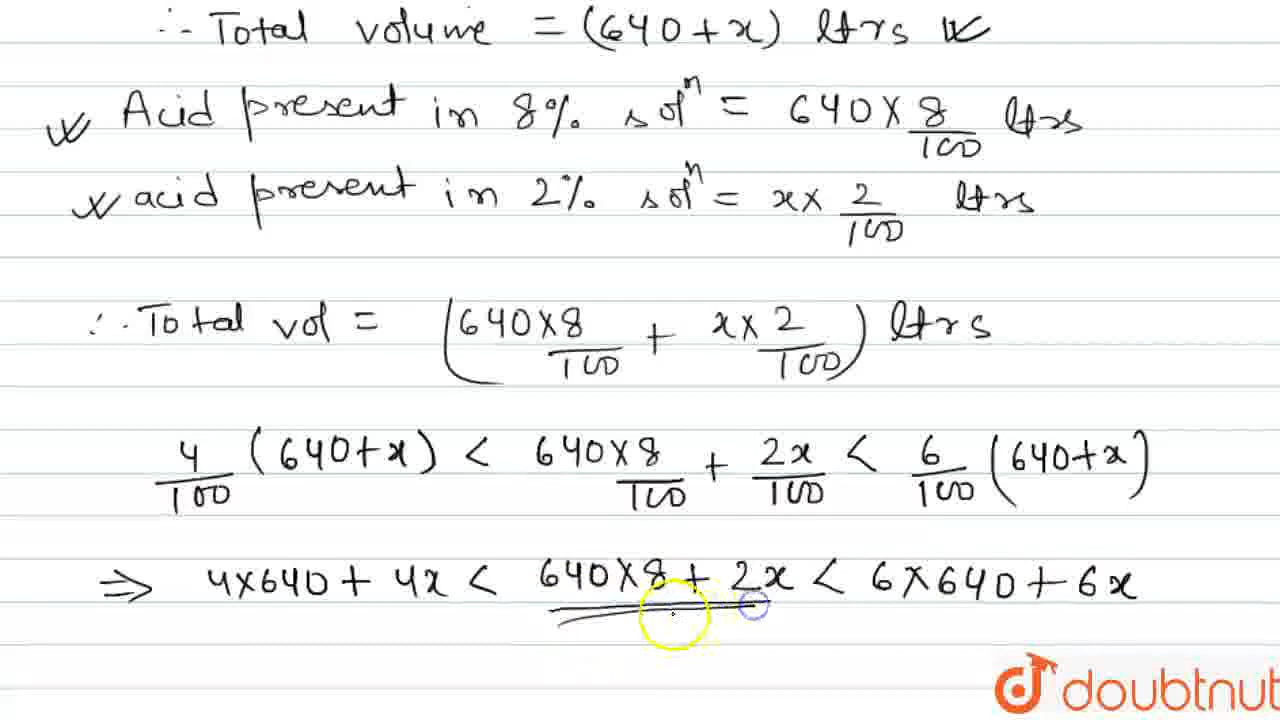 ∴ Total volume = (640+x) ltrs
Acid present in 8% solⁿ = 640 × 8/100 ltrs
acid present in 2% solⁿ = x × 2/100 ltrs
∴ Total vol = (640×8/100 + x×2/100) ltrs
4/100 (640+x) < 640×8/100 + 2x/100 < 6/100 (640+x)
⇒ 4×640 + 4x < 640×8 + 2x < 6×640 + 6x
doubtnut